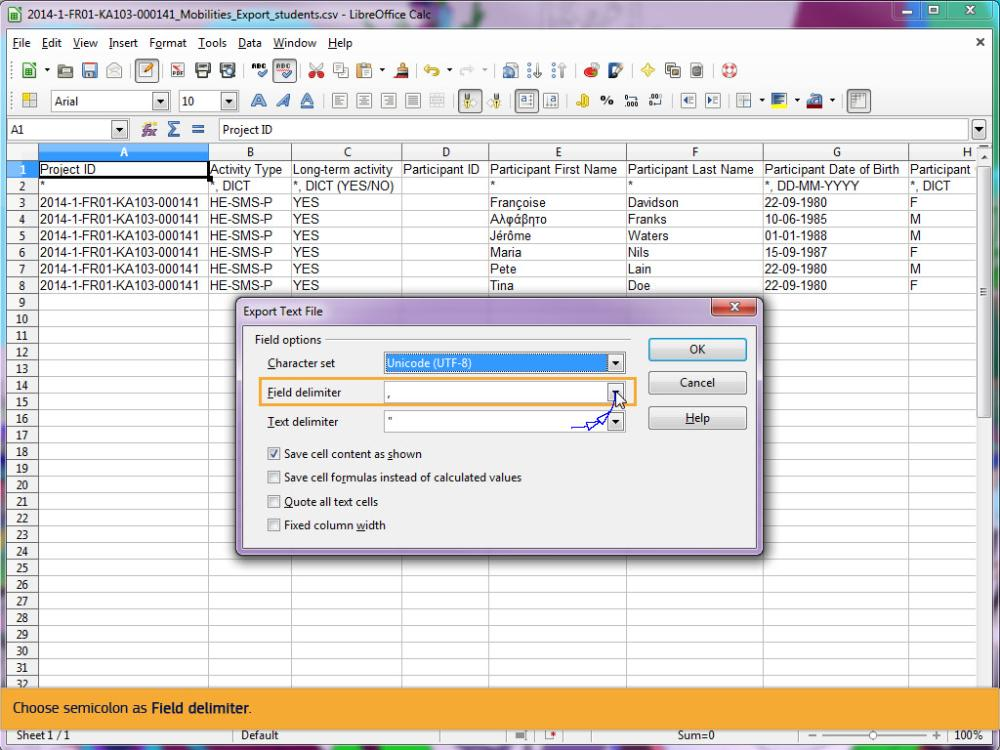 2014-1-FR01-KA103-000141_Mobilities_Export_students.csv - LibreOffice Calc
File Edit View Insert Format Tools Data Window Help
Arial 10
A1 Project ID
A B C D E F G H
1 Project ID Activity Type Long-term activity Participant ID Participant First Name Participant Last Name Participant Date of Birth Participant
2 * *, DICT *, DICT (YES/NO) * * *, DD-MM-YYYY *, DICT
3 2014-1-FR01-KA103-000141 HE-SMS-P YES Françoise Davidson 22-09-1980 F
4 2014-1-FR01-KA103-000141 HE-SMS-P YES Αλφάβητο Franks 10-06-1985 M
5 2014-1-FR01-KA103-000141 HE-SMS-P YES Jérôme Waters 01-01-1988 M
6 2014-1-FR01-KA103-000141 HE-SMS-P YES Maria Nils 15-09-1987 F
7 2014-1-FR01-KA103-000141 HE-SMS-P YES Pete Lain 22-09-1980 M
8 2014-1-FR01-KA103-000141 HE-SMS-P YES Tina Doe 22-09-1980 F
9
10
11
12
13
14
15
16
17
18
19
20
21
22
23
24
25
26
27
28
29
30
31
32
Export Text File
Field options
Character set Unicode (UTF-8) OK
Field delimiter , Cancel
Text delimiter " Help
Save cell content as shown
Save cell formulas instead of calculated values
Quote all text cells
Fixed column width
Choose semicolon as Field delimiter.
Sheet 1 / 1 Default Sum=0 100%